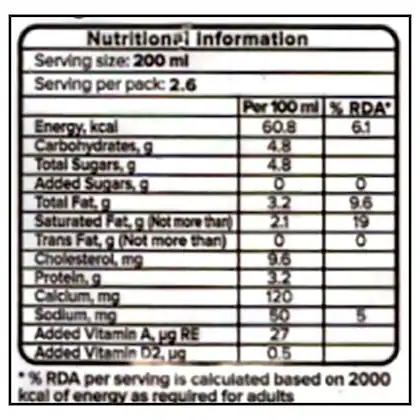 Nutritional Information
Serving size: 200 ml
Serving per pack: 2.6
Per 100 ml % RDA*
Energy, kcal 60.8 6.1
Carbohydrates, g 4.8
Total Sugars, g 4.8
Added Sugars, g 0 0
Total Fat, g 3.2 9.6
Saturated Fat, g (Not more than) 2.1 19
Trans Fat, g (Not more than) 0 0
Cholesterol, mg 9.6
Protein, g 3.2
Calcium, mg 120
Sodium, mg 50 5
Added Vitamin A, µg RE 27
Added Vitamin D2, µg 0.5
* % RDA per serving is calculated based on 2000
kcal of energy as required for adults